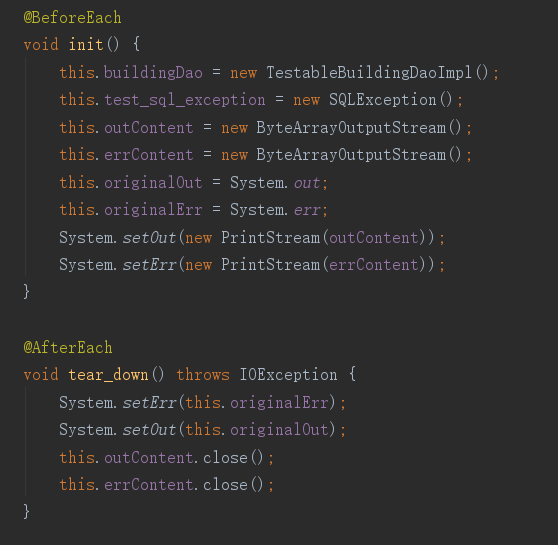 @BeforeEach
void init() {
    this.buildingDao = new TestableBuildingDaoImpl();
    this.test_sql_exception = new SQLException();
    this.outContent = new ByteArrayOutputStream();
    this.errContent = new ByteArrayOutputStream();
    this.originalOut = System.out;
    this.originalErr = System.err;
    System.setOut(new PrintStream(outContent));
    System.setErr(new PrintStream(errContent));
}

@AfterEach
void tear_down() throws IOException {
    System.setErr(this.originalErr);
    System.setOut(this.originalOut);
    this.outContent.close();
    this.errContent.close();
}